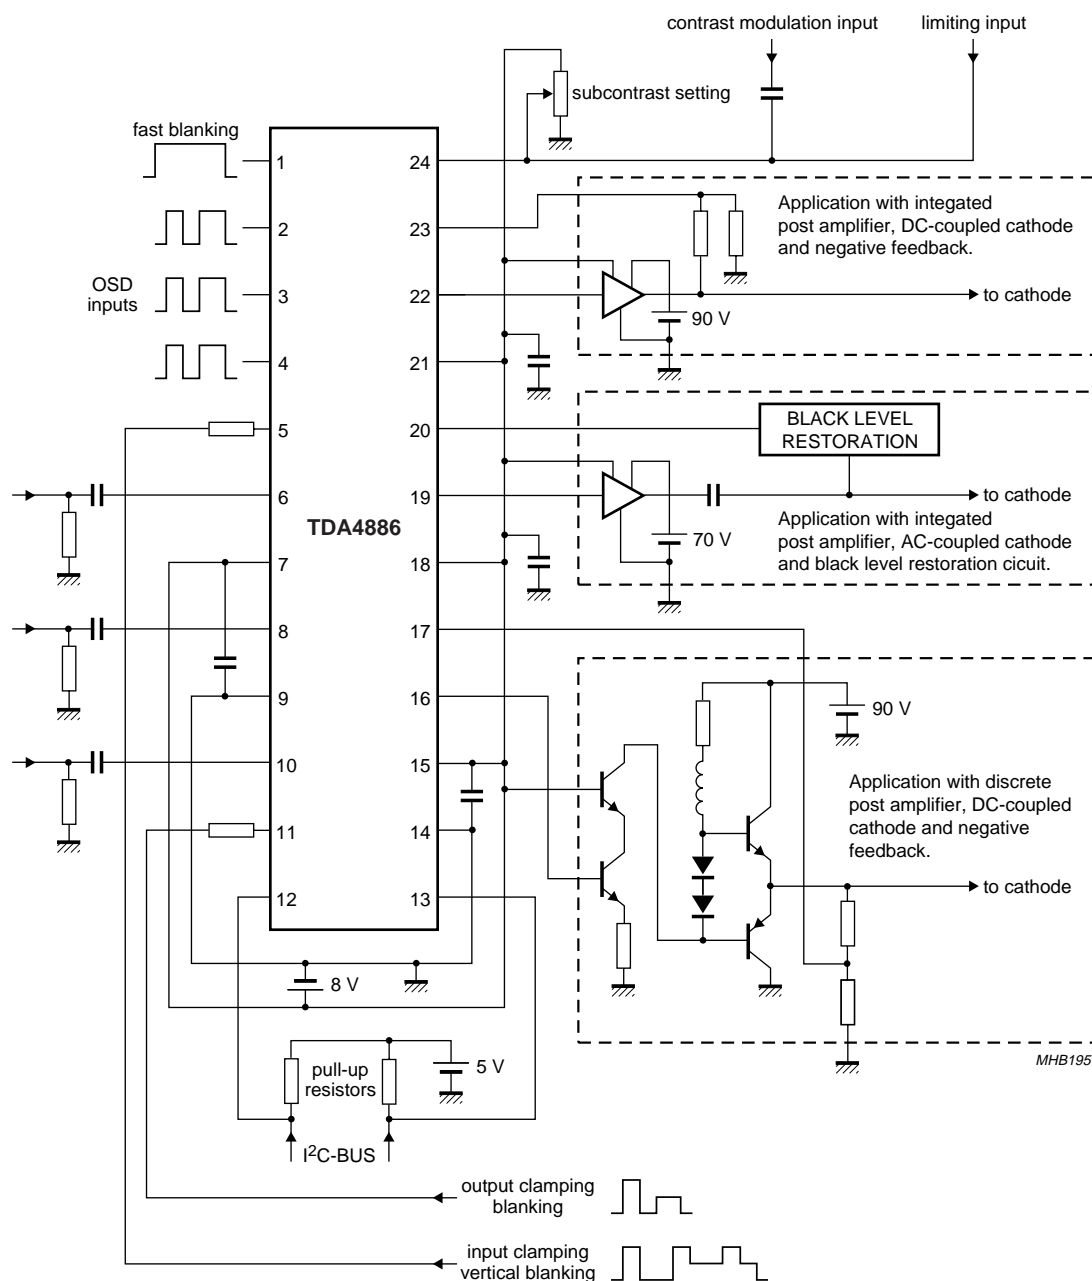 contrast modulation input
limiting input
subcontrast setting
fast blanking
1
24
2
23
Application with integated
post amplifier, DC-coupled cathode
and negative feedback.
OSD
inputs
3
22
to cathode
90 V
4
21
5
20
BLACK LEVEL
RESTORATION
6
19
to cathode
TDA4886
Application with integated
post amplifier, AC-coupled cathode
and black level restoration cicuit.
70 V
7
18
8
17
9
16
90 V
10
15
Application with discrete
post amplifier, DC-coupled
cathode and negative
feedback.
11
14
12
13
to cathode
8 V
pull-up
resistors
5 V
MHB195
I2C-BUS
output clamping
blanking
input clamping
vertical blanking